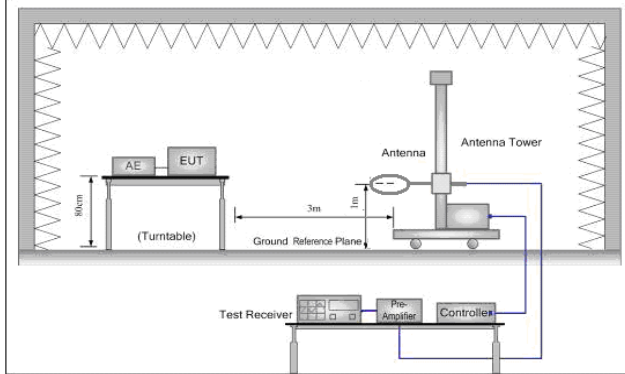 Antenna Tower
Antenna
AE
EUT
80cm
(Turntable)
3m
1m
Ground Reference Plane
Test Receiver
Pre-
Amplifier
Controller